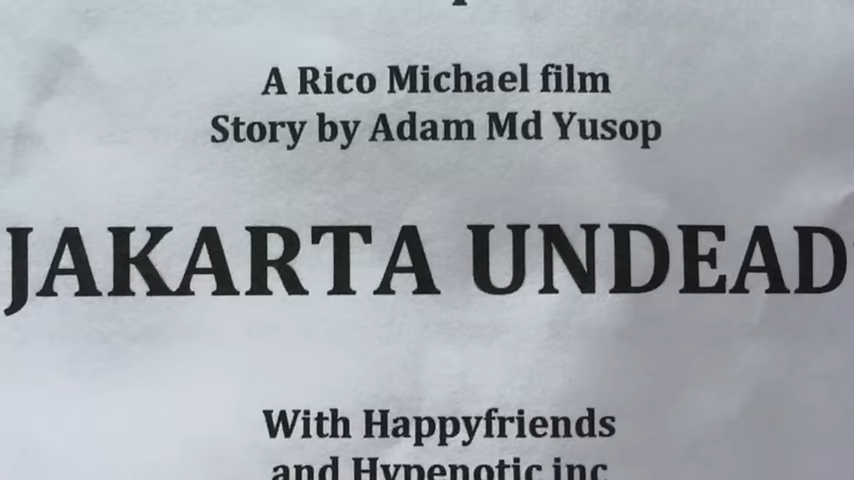 A Rico Michael film
Story by Adam Md Yusop
JAKARTA UNDEAD
With Happyfriends
and Hypenotic inc